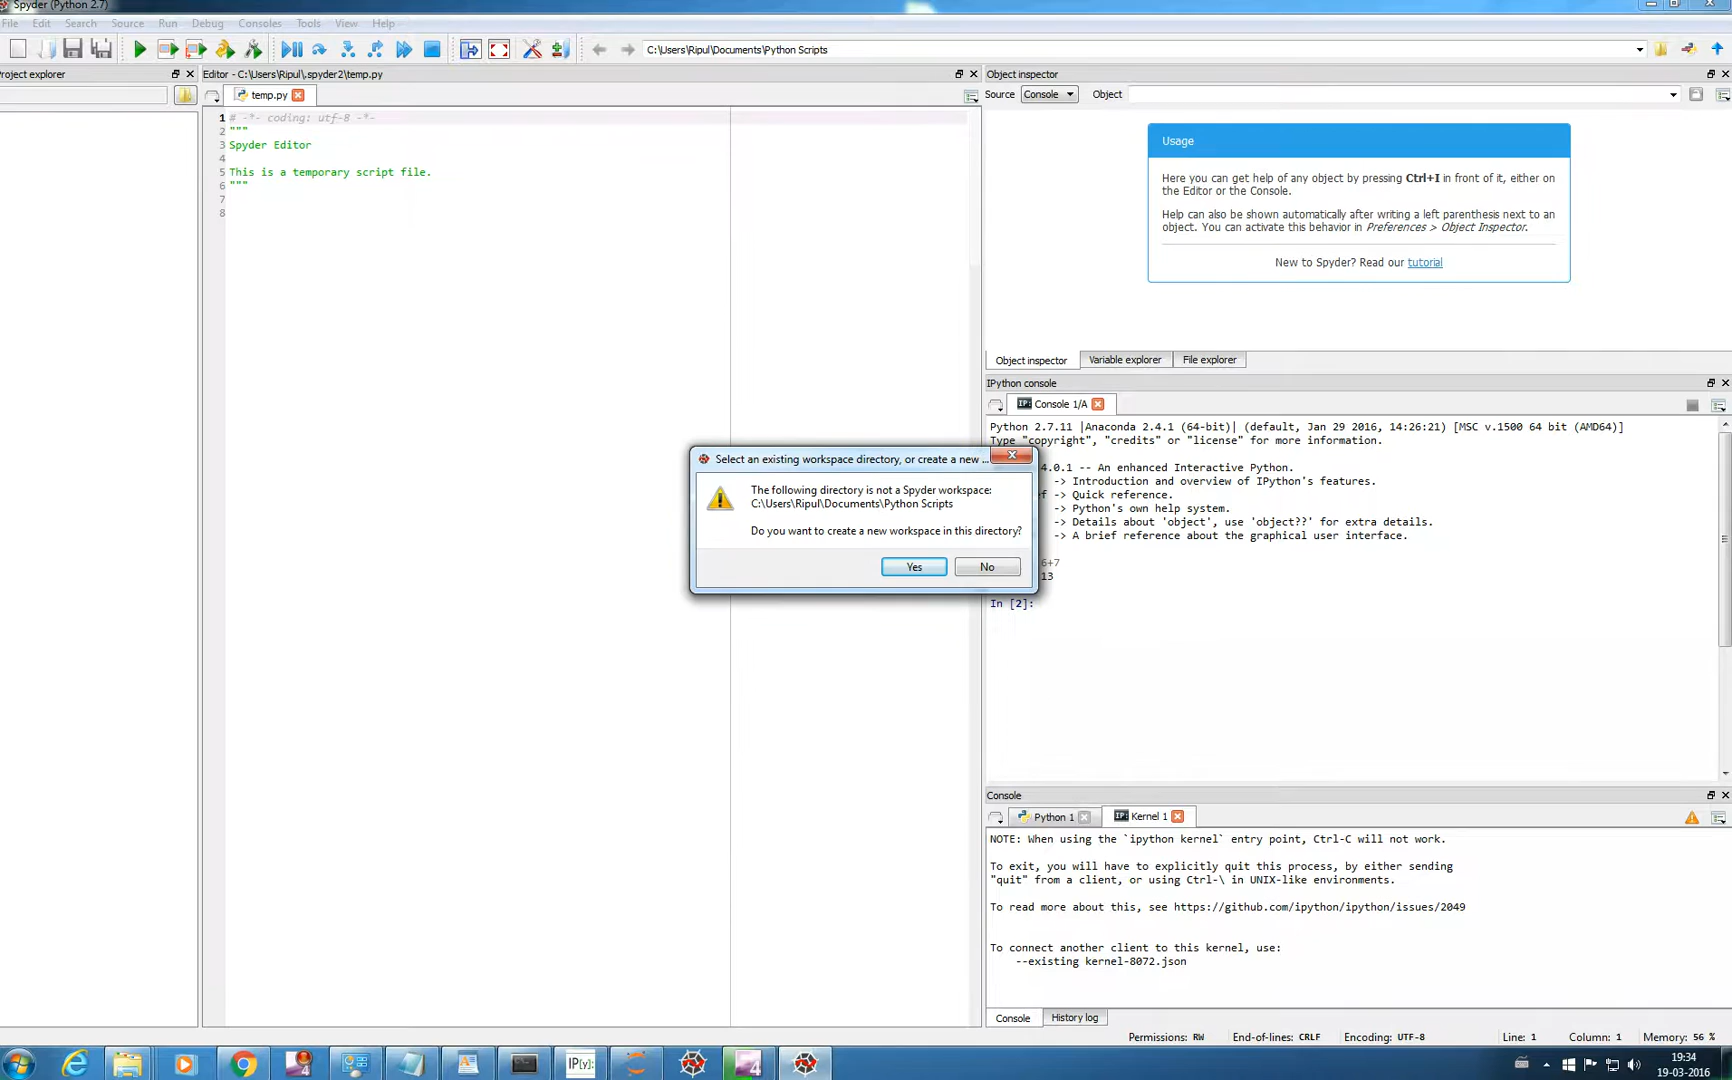 Spyder (Python 2.7)
File Edit Search Source Run Debug Consoles Tools View Help
C:\Users\Ripul\Documents\Python Scripts
Project explorer
Editor - C:\Users\Ripul\.spyder2\temp.py
temp.py
1 # -*- coding: utf-8 -*-
2 """
3 Spyder Editor
4
5 This is a temporary script file.
6 """
7
8
Object inspector
Source Console Object
Usage
Here you can get help of any object by pressing Ctrl+I in front of it, either on
the Editor or the Console.
Help can also be shown automatically after writing a left parenthesis next to an
object. You can activate this behavior in Preferences > Object Inspector.
New to Spyder? Read our tutorial
Object inspector Variable explorer File explorer
IPython console
IP: Console 1/A
Python 2.7.11 |Anaconda 2.4.1 (64-bit)| (default, Jan 29 2016, 14:26:21) [MSC v.1500 64 bit (AMD64)]
Type "copyright", "credits" or "license" for more information.
4.0.1 -- An enhanced Interactive Python.
-> Introduction and overview of IPython's features.
-> Quick reference.
-> Python's own help system.
-> Details about 'object', use 'object??' for extra details.
-> A brief reference about the graphical user interface.
6+7
13
In [2]:
Select an existing workspace directory, or create a new ...
The following directory is not a Spyder workspace:
C:\Users\Ripul\Documents\Python Scripts
Do you want to create a new workspace in this directory?
Yes No
Console
Python 1 IP: Kernel 1
NOTE: When using the `ipython kernel` entry point, Ctrl-C will not work.
To exit, you will have to explicitly quit this process, by either sending
"quit" from a client, or using Ctrl-\ in UNIX-like environments.
To read more about this, see https://github.com/ipython/ipython/issues/2049
To connect another client to this kernel, use:
--existing kernel-8072.json
Console History log
Permissions: RW End-of-lines: CRLF Encoding: UTF-8 Line: 1 Column: 1 Memory: 56 %
IP[y]:
19:34
19-03-2016